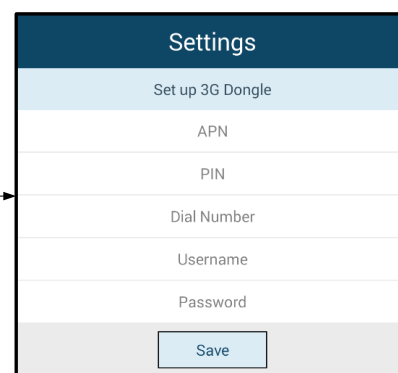 Settings
Set up 3G Dongle
APN
PIN
Dial Number
Username
Password
Save